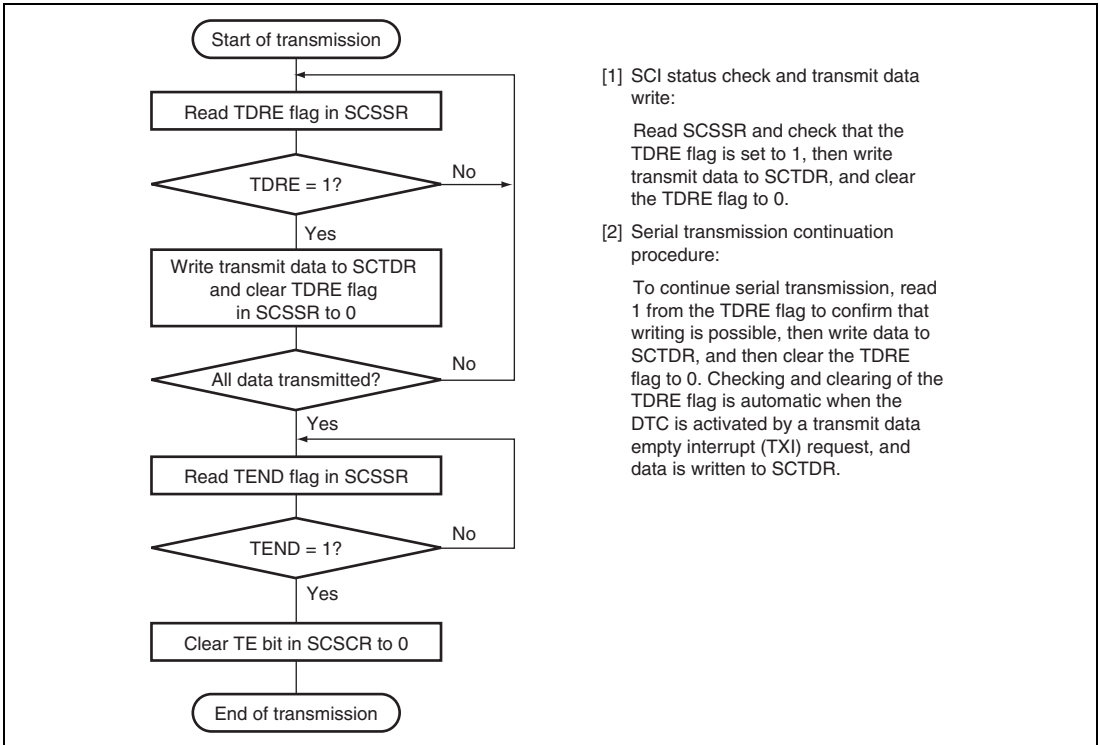 Start of transmission
Read TDRE flag in SCSSR
TDRE = 1?
No
Yes
Write transmit data to SCTDR
and clear TDRE flag
in SCSSR to 0
All data transmitted?
No
Yes
Read TEND flag in SCSSR
TEND = 1?
No
Yes
Clear TE bit in SCSCR to 0
End of transmission
[1] SCI status check and transmit data
write:
Read SCSSR and check that the
TDRE flag is set to 1, then write
transmit data to SCTDR, and clear
the TDRE flag to 0.
[2] Serial transmission continuation
procedure:
To continue serial transmission, read
1 from the TDRE flag to confirm that
writing is possible, then write data to
SCTDR, and then clear the TDRE
flag to 0. Checking and clearing of the
TDRE flag is automatic when the
DTC is activated by a transmit data
empty interrupt (TXI) request, and
data is written to SCTDR.